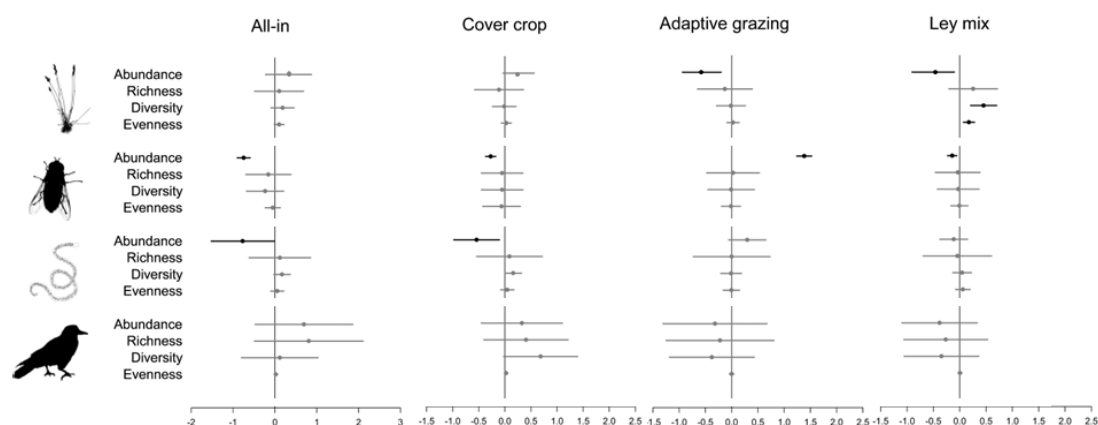 All-in Cover crop Adaptive grazing Ley mix
Abundance
Richness
Diversity
Evenness
Abundance
Richness
Diversity
Evenness
Abundance
Richness
Diversity
Evenness
Abundance
Richness
Diversity
Evenness
-2 -1 0 1 2 3 -1.5 -1.0 -0.5 0.0 0.5 1.0 1.5 2.0 2.5 -1.5 -1.0 -0.5 0.0 0.5 1.0 1.5 2.0 2.5 -1.5 -1.0 -0.5 0.0 0.5 1.0 1.5 2.0 2.5